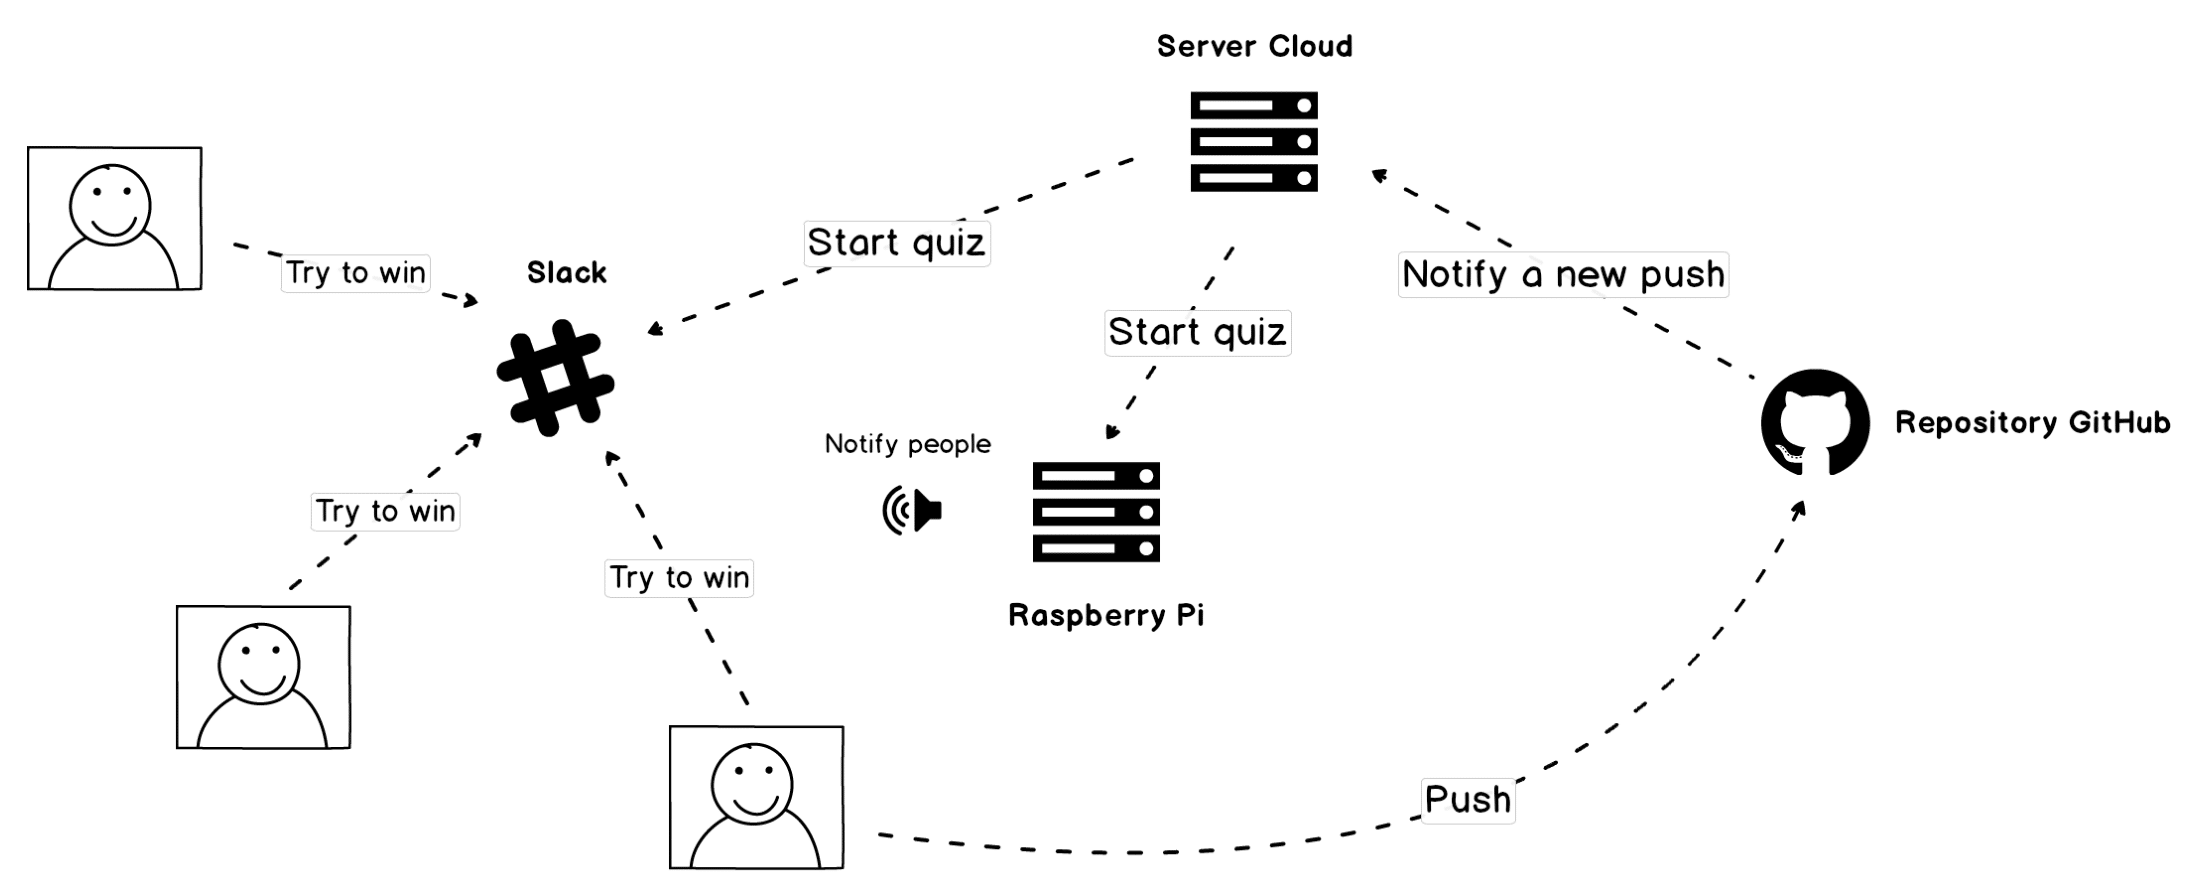 Server Cloud
Start quiz
Try to win
Slack
Notify a new push
Start quiz
Repository GitHub
Notify people
Try to win
Try to win
Raspberry Pi
Push